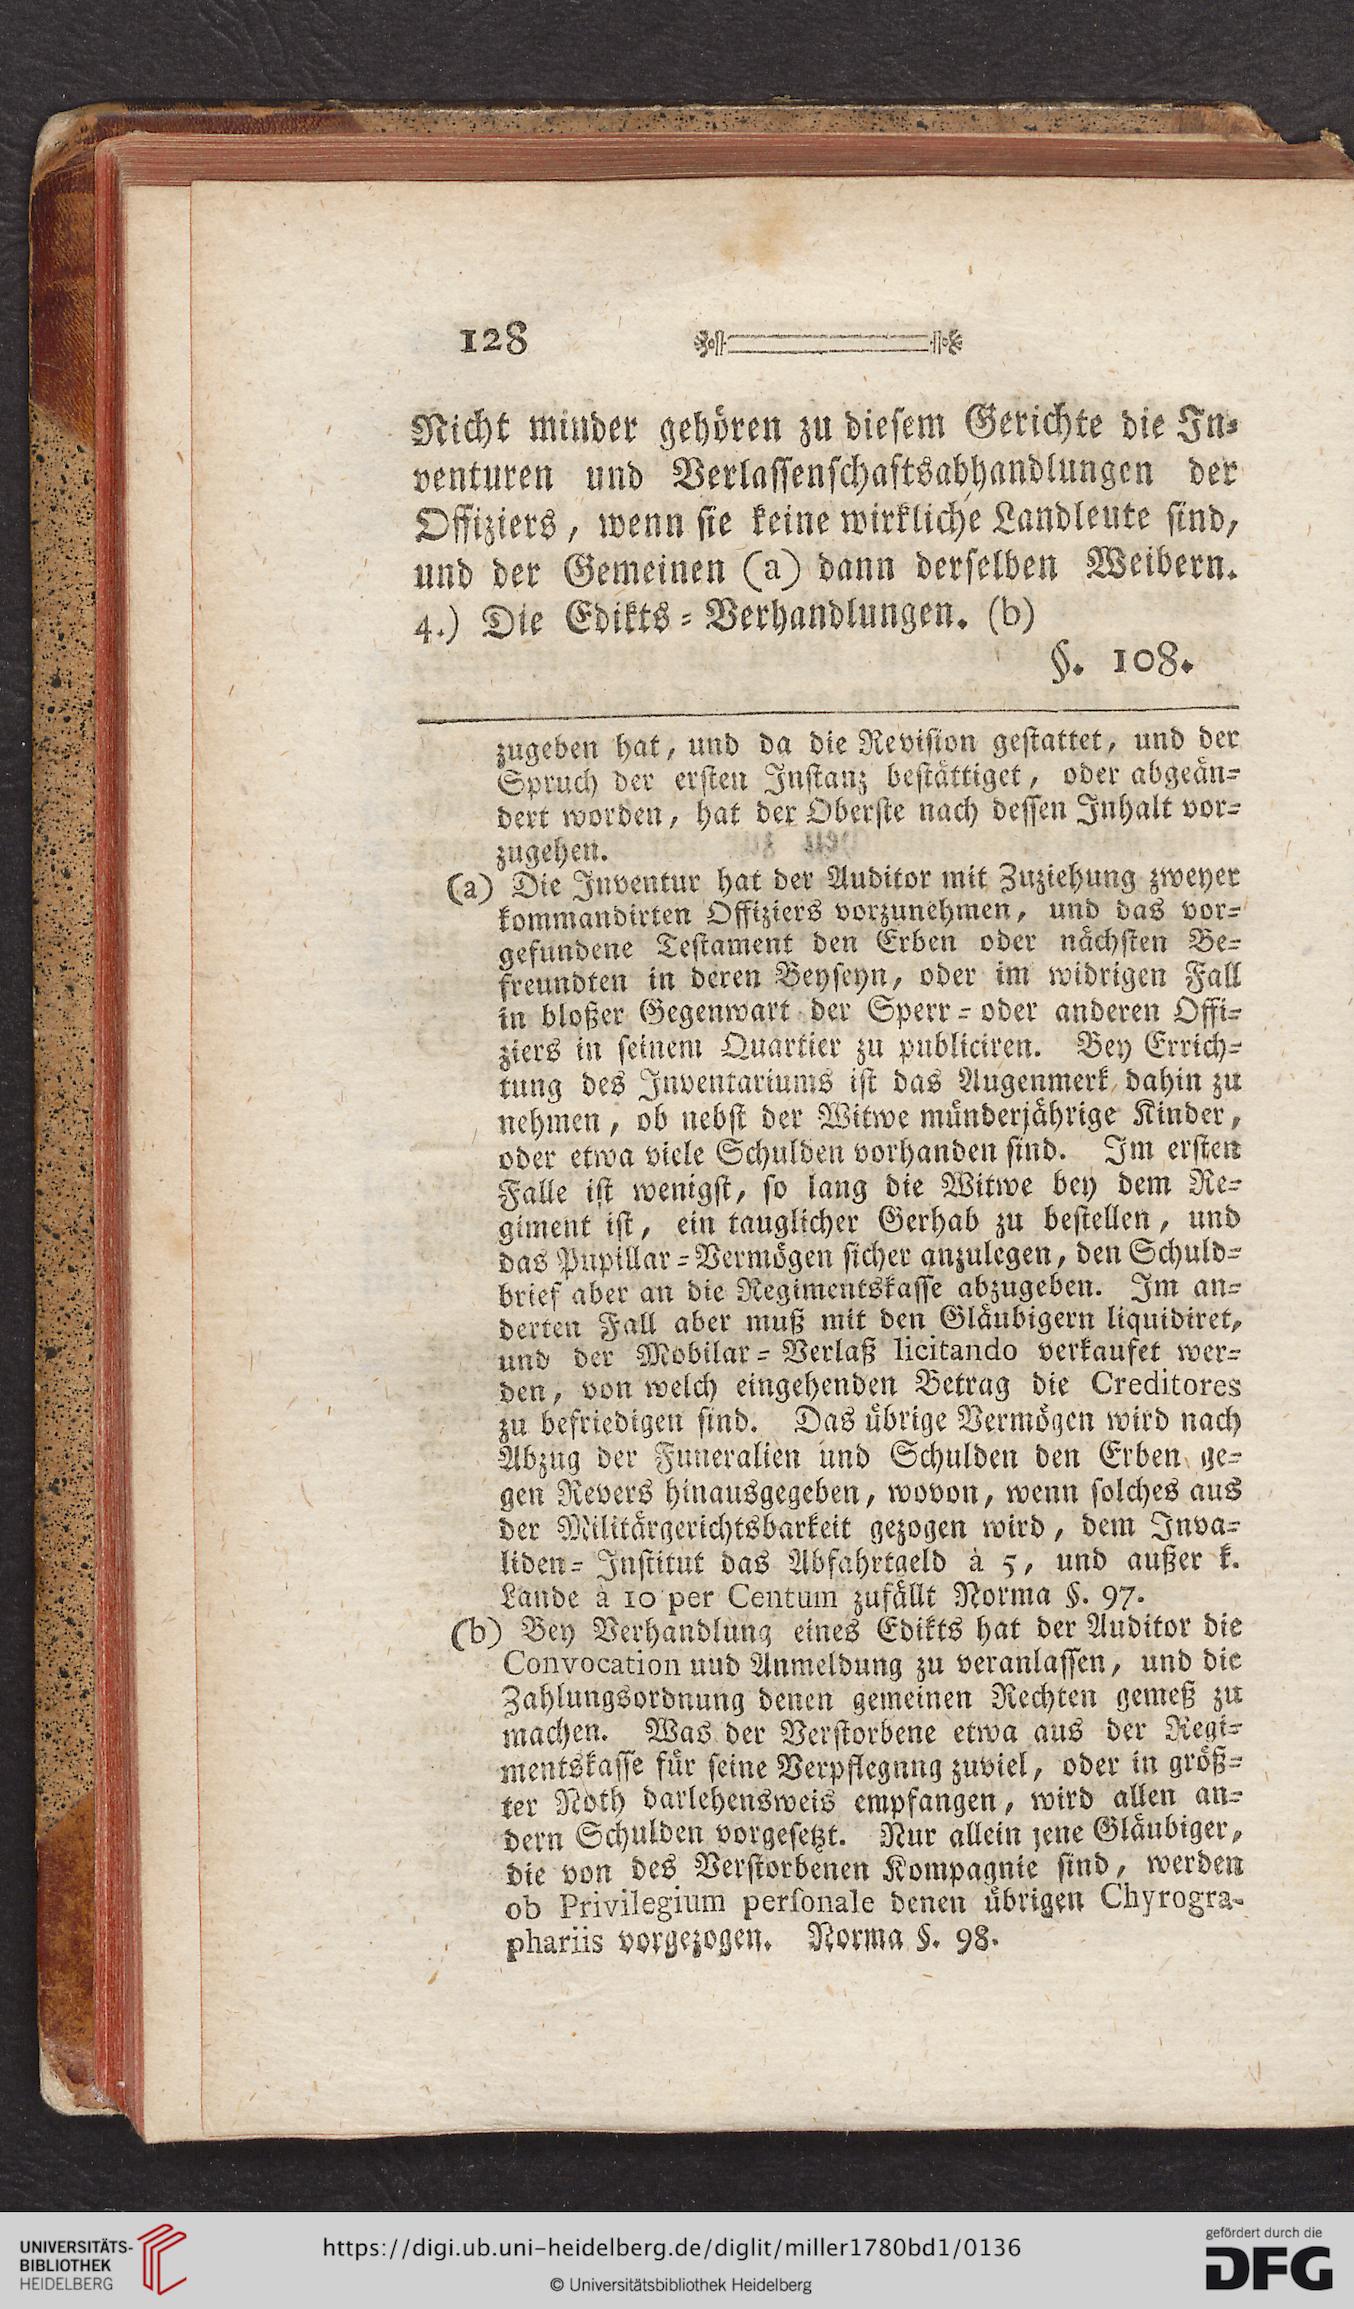 128
Nicht minder gehören zu diesem Gerichte die In-
venturen und Verlassenschaftsabhandlungen der
Offiziers, wenn sie keine wirkliche Landleute sind,
und der Gemeinen (a) dann derselben Weibern.
4.) Die Edikts-Verhandlungen. (b)
§. 108.
zugeben hat, und da die Revision gestattet, und der
Spruch der ersten Instanz bestättiget, oder abgeän-
dert worden, hat der Oberste nach dessen Inhalt vor-
zugehen.
(a) Die Inventur hat der Auditor mit Zuziehung zweyer
kommandirten Offiziers vorzunehmen, und das vor-
gefundene Testament den Erben oder nächsten Be-
freundten in deren Beyseyn, oder im widrigen Fall
in bloßer Gegenwart der Sperr-oder anderen Offi-
ziers in seinem Quartier zu publiciren. Bey Errich-
tung des Inventariums ist das Augenmerk dahin zu
nehmen, ob nebst der Witwe münderjährige Kinder,
oder etwa viele Schulden vorhanden sind. Im ersten
Falle ist wenigst, so lang die Witwe bey dem Re-
giment ist, ein tauglicher Gerhab zu bestellen, und
das Pupillar-Vermögen sicher anzulegen, den Schuld-
brief aber an die Regimentskasse abzugeben. Im an-
derten Fall aber muß mit den Gläubigern liquidiret,
und der Mobilar-Verlaß licitando verkaufet wer-
den, von welch eingehenden Betrag die Creditores
zu befriedigen sind. Das übrige Vermögen wird nach
Abzug der Funeralien und Schulden den Erben ge-
gen Revers hinausgegeben, wovon, wenn solches aus
der Militärgerichtsbarkeit gezogen wird, dem Inva-
liden-Institut das Abfahrtgeld à 5, und außer k.
Lande à 10 per Centum zufällt Norma §. 97.
(b) Bey Verhandlung eines Edikts hat der Auditor die
Convocation uud Anmeldung zu veranlassen, und die
Zahlungsordnung denen gemeinen Rechten gemeß zu
machen. Was der Verstorbene etwa aus der Regi-
mentskasse für seine Verpflegung zuviel, oder in größ-
ter Noth darlehensweis empfangen, wird allen an-
dern Schulden vorgesetzt. Nur allein jene Gläubiger,
die von des Verstorbenen Kompagnie sind, werden
ob Privilegium personale denen übrigen Chyrogra-
phariis vorgezogen. Norma §. 98.
UNIVERSITÄTS-
BIBLIOTHEK
HEIDELBERG
https://digi.ub.uni-heidelberg.de/diglit/miller1780bd1/0136
© Universitätsbibliothek Heidelberg
gefördert durch die
DFG